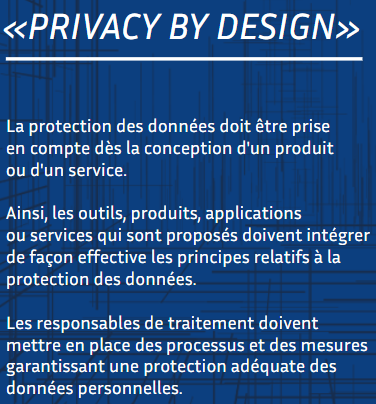 «PRIVACY BY DESIGN»
La protection des données doit être prise
en compte dès la conception d'un produit
ou d'un service.
Ainsi, les outils, produits, applications
ou services qui sont proposés doivent intégrer
de façon effective les principes relatifs à la
protection des données.
Les responsables de traitement doivent
mettre en place des processus et des mesures
garantissant une protection adéquate des
données personnelles.